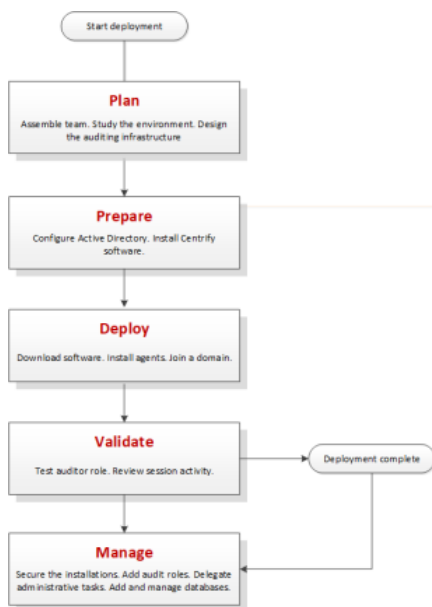 Start deployment
Plan
Assemble team. Study the environment. Design
the auditing infrastructure
Prepare
Configure Active Directory. Install Centrify
software.
Deploy
Download software. Install agents. Join a domain.
Validate
Test auditor role. Review session activity.
Deployment complete
Manage
Secure the installations. Add audit roles. Delegate
administrative tasks. Add and manage databases.